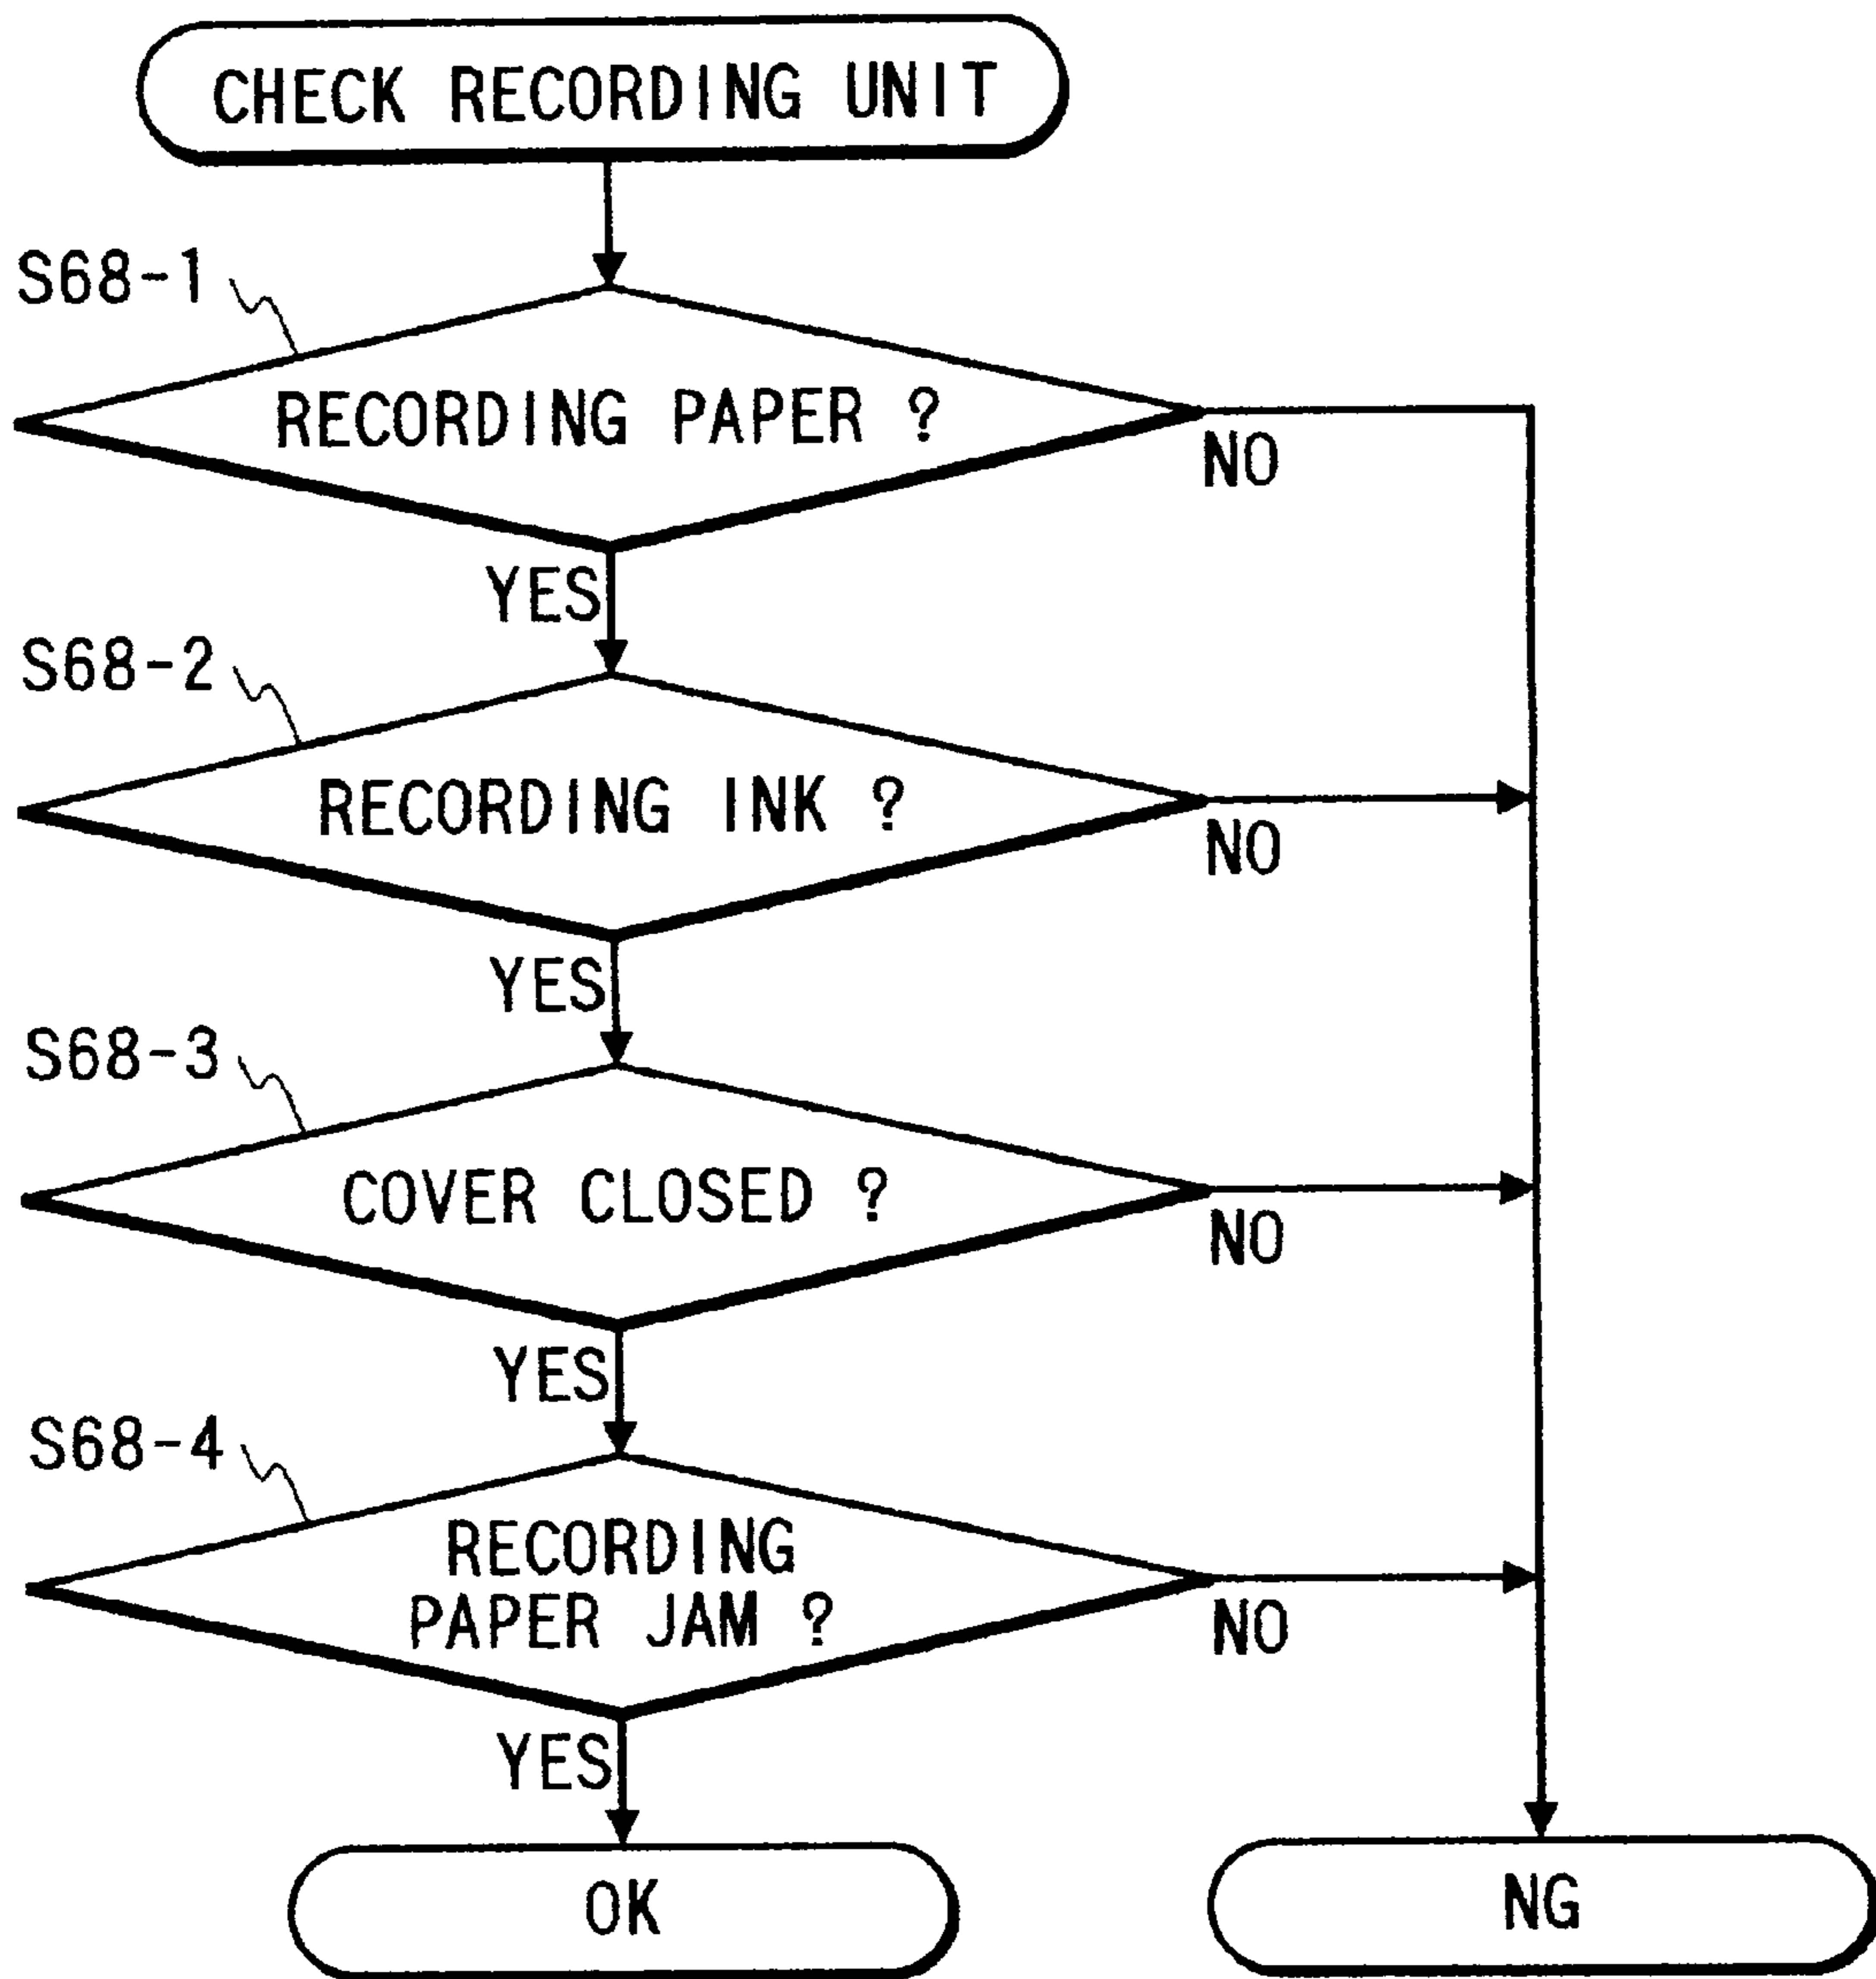 CHECK RECORDING UNIT
S68-1
RECORDING PAPER ?
NO
YES
S68-2
RECORDING INK ?
NO
YES
S68-3
COVER CLOSED ?
NO
YES
S68-4
RECORDING
PAPER JAM ?
NO
YES
OK
NG